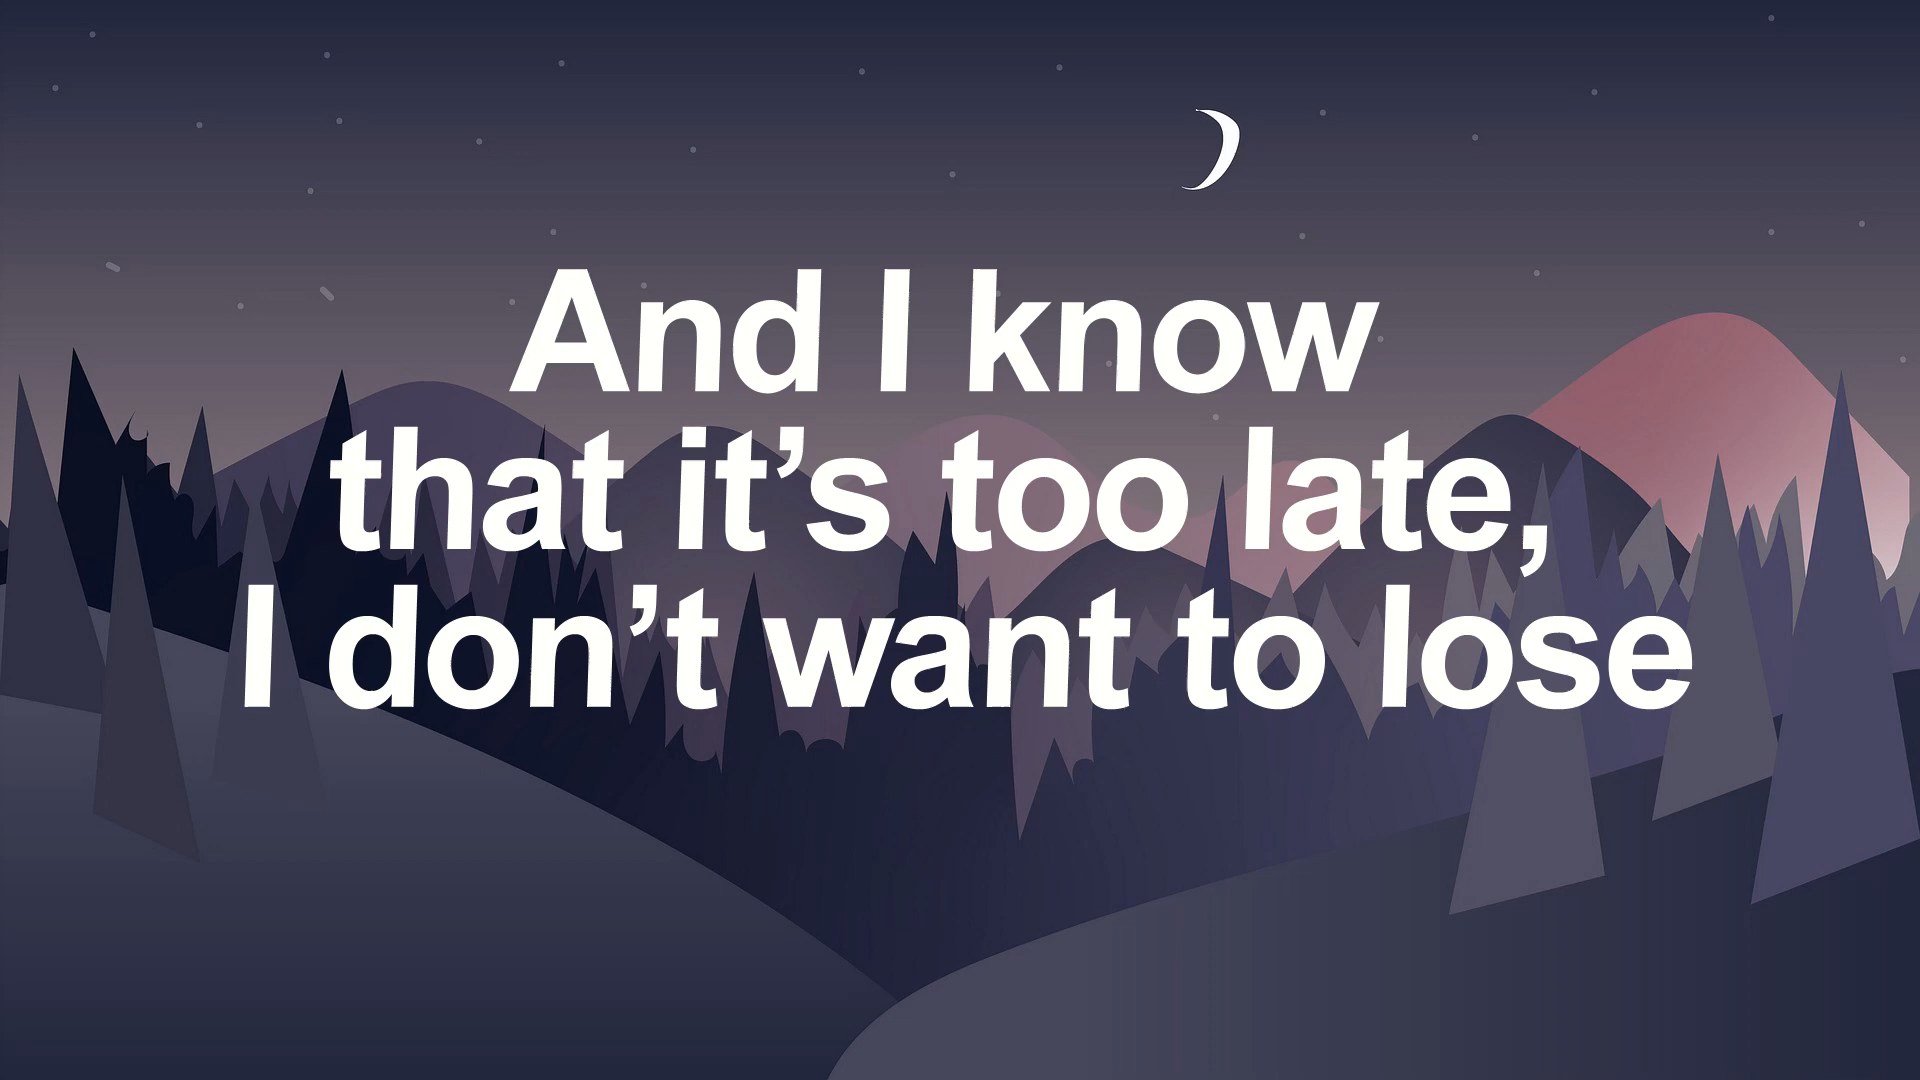 And I know
that it’s too late,
I don’t want to lose